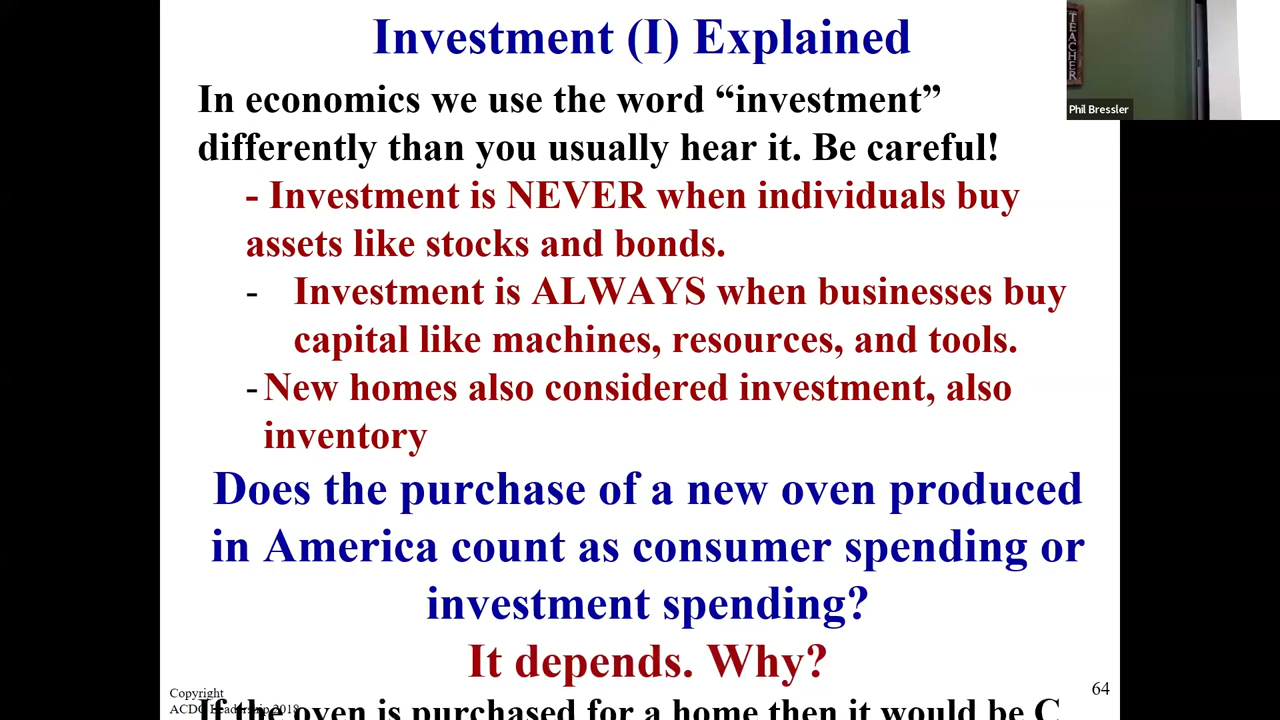 Investment (I) Explained
In economics we use the word “investment”
differently than you usually hear it. Be careful!
- Investment is NEVER when individuals buy
assets like stocks and bonds.
- Investment is ALWAYS when businesses buy
capital like machines, resources, and tools.
- New homes also considered investment, also
inventory
Does the purchase of a new oven produced
in America count as consumer spending or
investment spending?
It depends. Why?
If the oven is purchased for a home then it would be C
Copyright
ACDC Leadership 2018
64
TEACHER
Phil Bressler